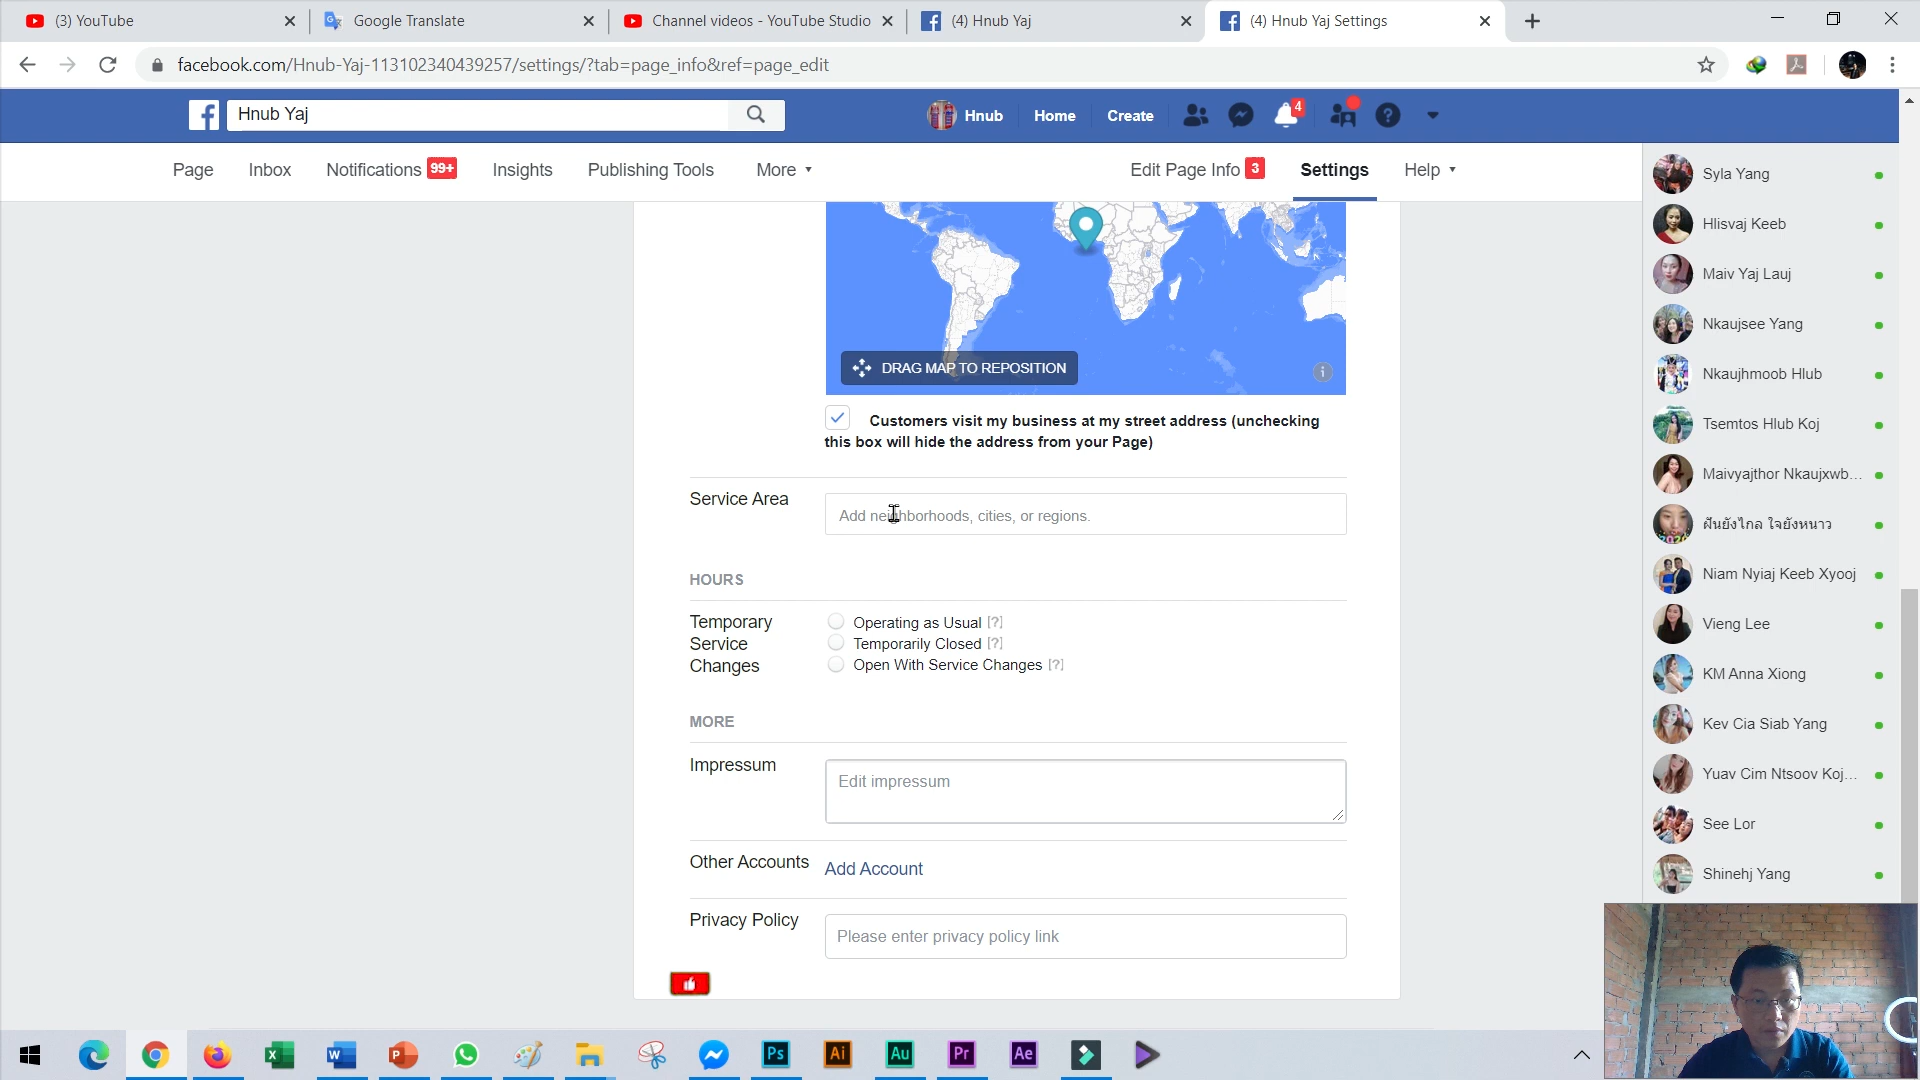 (3) YouTube
Google Translate
Channel videos - YouTube Studio
(4) Hnub Yaj
(4) Hnub Yaj Settings
facebook.com/Hnub-Yaj-113102340439257/settings/?tab=page_info&ref=page_edit
Hnub Yaj
Hnub
Home
Create
4
Page
Inbox
Notifications 99+
Insights
Publishing Tools
More
Edit Page Info 3
Settings
Help
DRAG MAP TO REPOSITION
Customers visit my business at my street address (unchecking
this box will hide the address from your Page)
Service Area
Add neighborhoods, cities, or regions.
HOURS
Temporary
Service
Changes
Operating as Usual [?]
Temporarily Closed [?]
Open With Service Changes [?]
MORE
Impressum
Edit impressum
Other Accounts
Add Account
Privacy Policy
Please enter privacy policy link
Syla Yang
Hlisvaj Keeb
Maiv Yaj Lauj
Nkaujsee Yang
Nkaujhmoob Hlub
Tsemtos Hlub Koj
Maivyajthor Nkaujxwb...
ฝันยังไกล ใจยังหนาว
Niam Nyiaj Keeb Xyooj
Vieng Lee
KM Anna Xiong
Kev Cia Siab Yang
Yuav Cim Ntsoov Koj...
See Lor
Shinehj Yang
Ps
Ai
Au
Pr
Ae